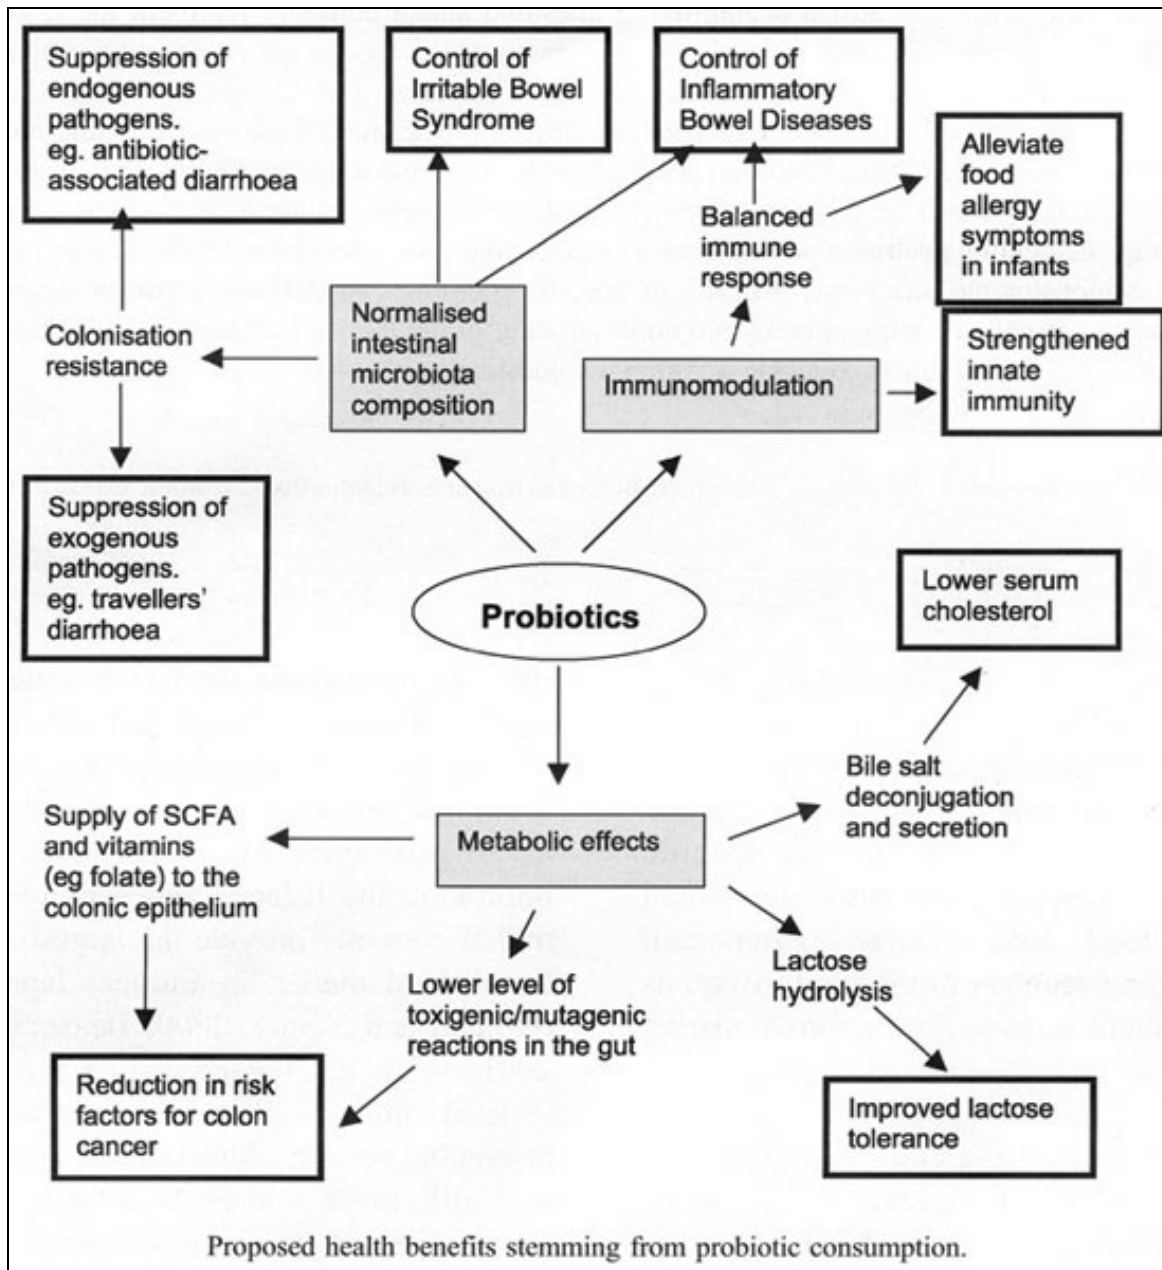 Suppression of
endogenous
pathogens.
eg. antibiotic-
associated diarrhoea
Control of
Irritable Bowel
Syndrome
Control of
Inflammatory
Bowel Diseases
Alleviate
food
allergy
symptoms
in infants
Balanced
immune
response
Colonisation
resistance
Normalised
intestinal
microbiota
composition
Immunomodulation
Strengthened
innate
immunity
Suppression of
exogenous
pathogens.
eg. travellers'
diarrhoea
Probiotics
Lower serum
cholesterol
Bile salt
deconjugation
and secretion
Supply of SCFA
and vitamins
(eg folate) to the
colonic epithelium
Metabolic effects
Lactose
hydrolysis
Lower level of
toxigenic/mutagenic
reactions in the gut
Reduction in risk
factors for colon
cancer
Improved lactose
tolerance
Proposed health benefits stemming from probiotic consumption.